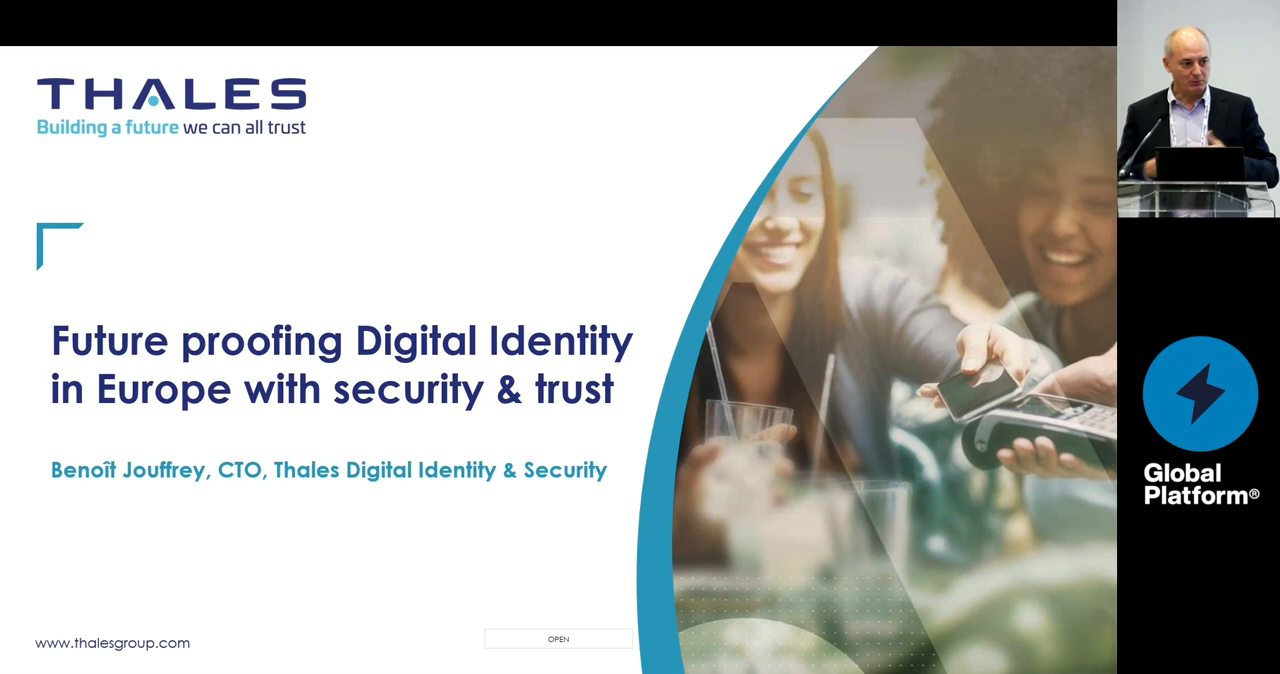 THALES
Building a future we can all trust
Future proofing Digital Identity
in Europe with security & trust
Benoît Jouffrey, CTO, Thales Digital Identity & Security
www.thalesgroup.com
OPEN
Global
Platform®